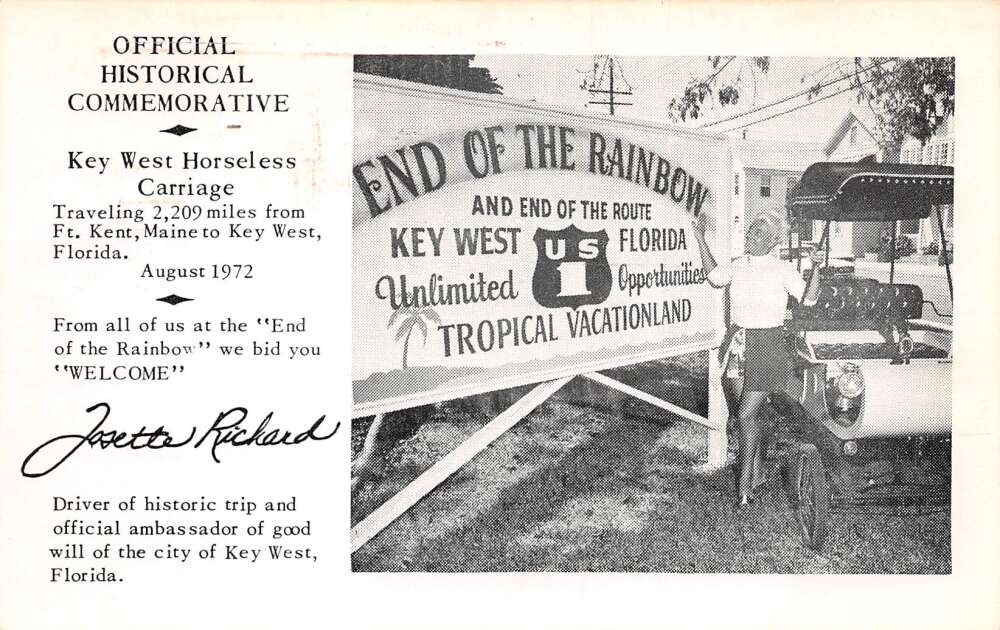 OFFICIAL
HISTORICAL
COMMEMORATIVE
Key West Horseless
Carriage
Traveling 2,209 miles from
Ft. Kent, Maine to Key West,
Florida.
August 1972
From all of us at the "End
of the Rainbow" we bid you
"WELCOME"
Josette Richard
Driver of historic trip and
official ambassador of good
will of the city of Key West,
Florida.
END OF THE RAINBOW
AND END OF THE ROUTE
KEY WEST US 1 FLORIDA
Unlimited Opportunities
TROPICAL VACATIONLAND